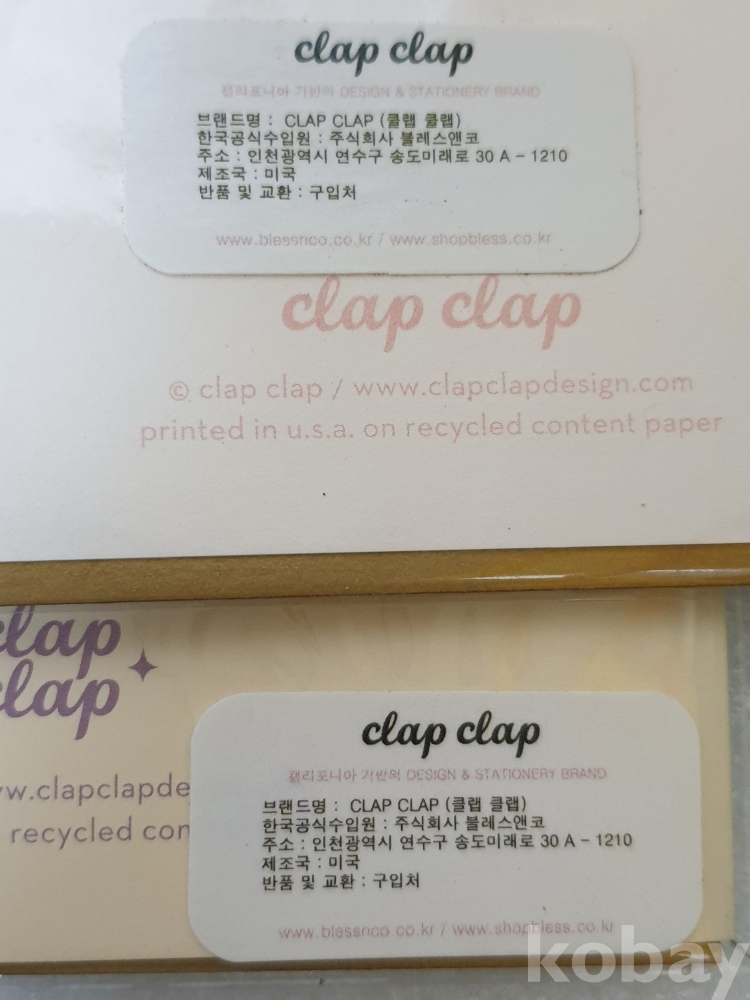 clap clap
캘리포니아 기반의 DESIGN & STATIONERY BRAND
브랜드명 : CLAP CLAP (클랩 클랩)
한국공식수입원 : 주식회사 블레스앤코
주소 : 인천광역시 연수구 송도미래로 30 A - 1210
제조국 : 미국
반품 및 교환 : 구입처
www.blessnco.co.kr / www.shopbless.co.kr
clap clap
© clap clap / www.clapclapdesign.com
printed in u.s.a. on recycled content paper
clap
clap
clap clap
캘리포니아 기반의 DESIGN & STATIONERY BRAND
브랜드명 : CLAP CLAP (클랩 클랩)
한국공식수입원 : 주식회사 블레스앤코
주소 : 인천광역시 연수구 송도미래로 30 A - 1210
제조국 : 미국
반품 및 교환 : 구입처
www.blessnco.co.kr / www.shopbless.co.kr
w.clapclapde
recycled con
kobay